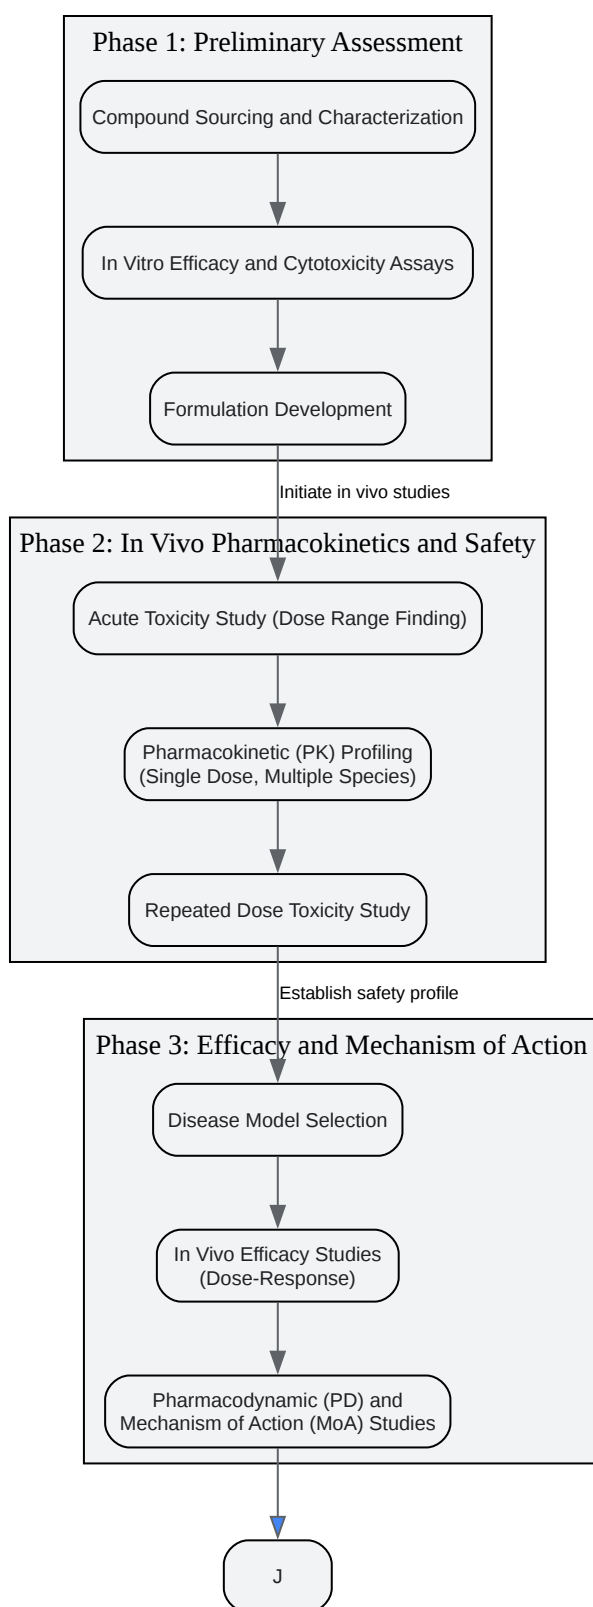 Phase 1: Preliminary Assessment
Compound Sourcing and Characterization
In Vitro Efficacy and Cytotoxicity Assays
Formulation Development
Initiate in vivo studies
Phase 2: In Vivo Pharmacokinetics and Safety
Acute Toxicity Study (Dose Range Finding)
Pharmacokinetic (PK) Profiling
(Single Dose, Multiple Species)
Repeated Dose Toxicity Study
Establish safety profile
Phase 3: Efficacy and Mechanism of Action
Disease Model Selection
In Vivo Efficacy Studies
(Dose-Response)
Pharmacodynamic (PD) and
Mechanism of Action (MoA) Studies
J